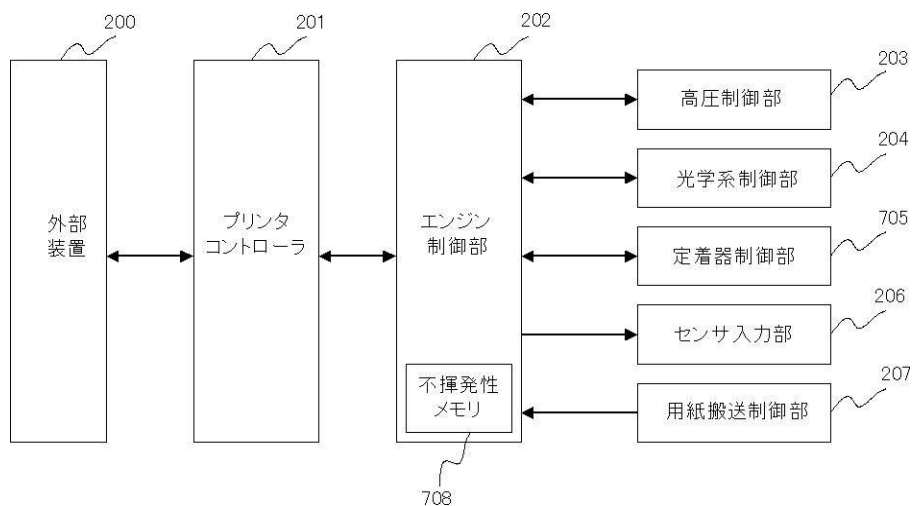 200
201
202
203
高圧制御部
204
光学系制御部
外部
装置
プリンタ
コントローラ
エンジン
制御部
705
定着器制御部
206
センサ入力部
不揮発性
メモリ
207
用紙搬送制御部
708